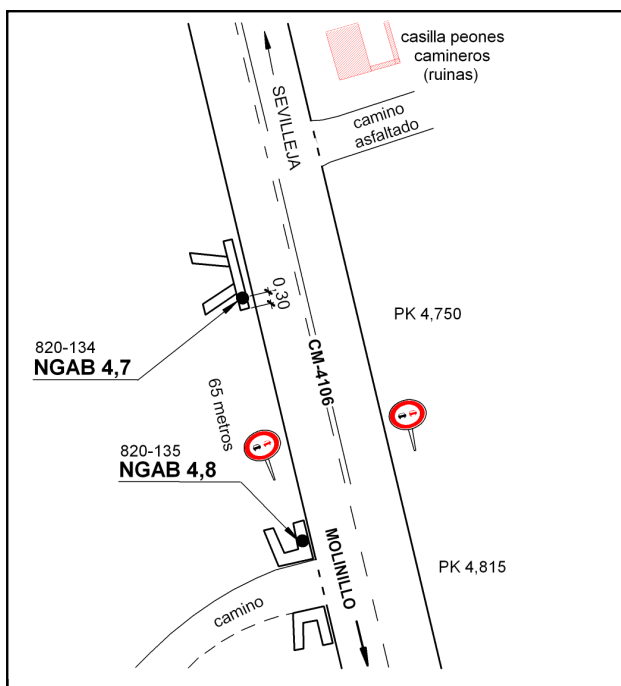 casilla peones
camineros
(ruinas)
SEVILLEJA
camino
asfaltado
0,30
PK 4,750
820-134
NGAB 4,7
CM-4106
65 metros
820-135
NGAB 4,8
MOLINILLO
PK 4,815
camino